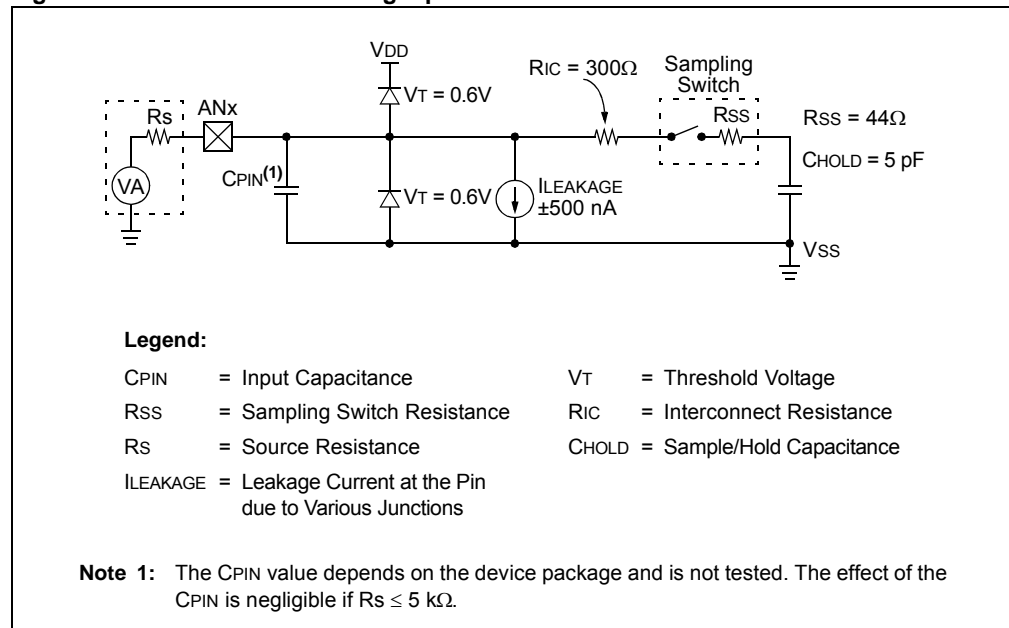 VDD
RIC = 300Ω
Sampling
Switch
VT = 0.6V
ANx
Rs
RSS
RSS = 44Ω
CHOLD = 5 pF
VA
CPIN(1)
VT = 0.6V
ILEAKAGE
±500 nA
VSS
Legend:
CPIN = Input Capacitance
VT = Threshold Voltage
RSS = Sampling Switch Resistance
RIC = Interconnect Resistance
RS = Source Resistance
CHOLD = Sample/Hold Capacitance
ILEAKAGE = Leakage Current at the Pin
due to Various Junctions
Note 1: The CPIN value depends on the device package and is not tested. The effect of the
CPIN is negligible if Rs ≤ 5 kΩ.